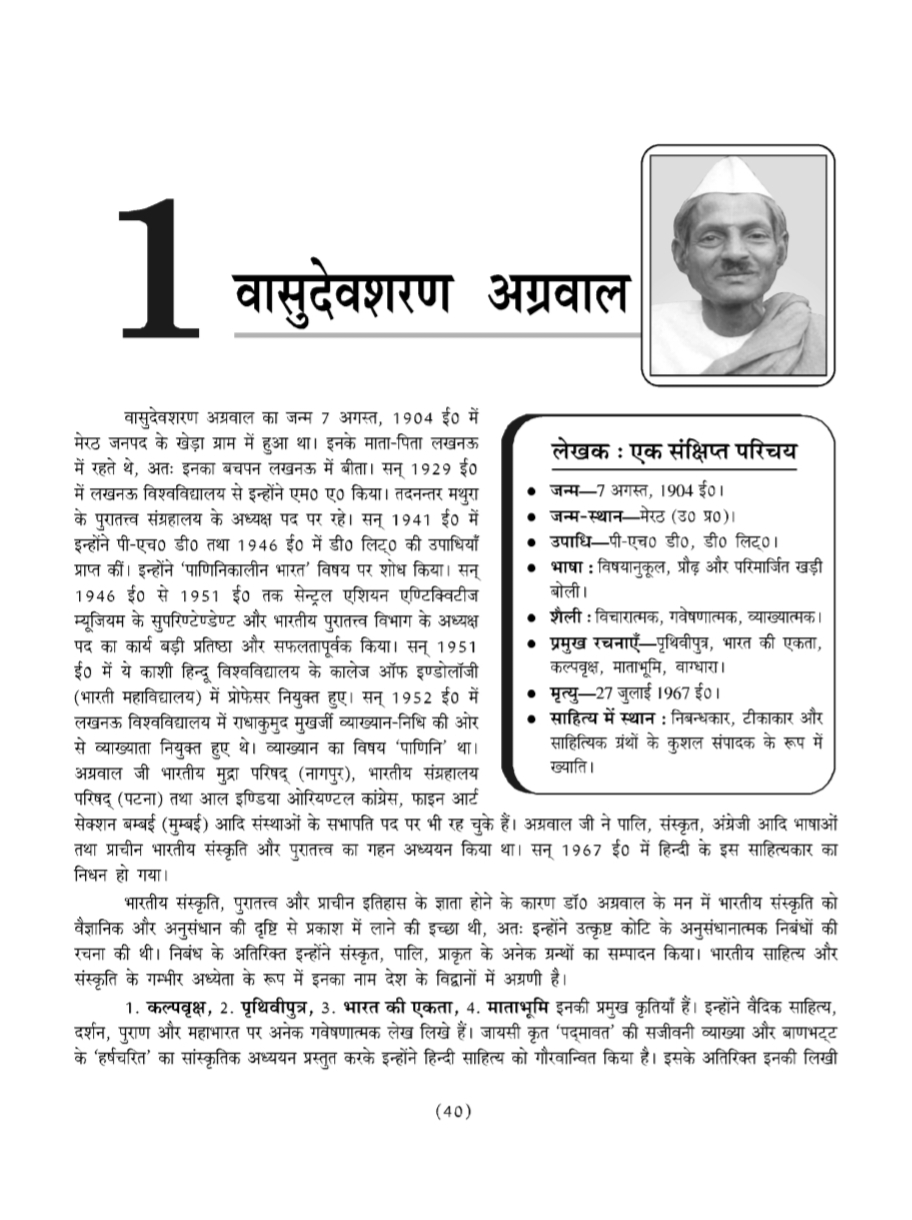 1
वासुदेवशरण अग्रवाल
वासुदेवशरण अग्रवाल का जन्म 7 अगस्त, 1904 ई० में
मेरठ जनपद के खेड़ा ग्राम में हुआ था। इनके माता-पिता लखनऊ
में रहते थे, अतः इनका बचपन लखनऊ में बीता। सन् 1929 ई०
में लखनऊ विश्वविद्यालय से इन्होंने एम० ए० किया। तदनन्तर मथुरा
के पुरातत्त्व संग्रहालय के अध्यक्ष पद पर रहे। सन् 1941 ई० में
इन्होंने पी-एच० डी० तथा 1946 ई० में डी० लिट्० की उपाधियाँ
प्राप्त कीं। इन्होंने ‘पाणिनिकालीन भारत’ विषय पर शोध किया। सन्
1946 ई० से 1951 ई० तक सेन्ट्रल एशियन एण्टिक्विटीज
म्यूजियम के सुपरिण्टेण्डेण्ट और भारतीय पुरातत्त्व विभाग के अध्यक्ष
पद का कार्य बड़ी प्रतिष्ठा और सफलतापूर्वक किया। सन् 1951
ई० में ये काशी हिन्दू विश्वविद्यालय के कालेज ऑफ इण्डोलॉजी
(भारती महाविद्यालय) में प्रोफेसर नियुक्त हुए। सन् 1952 ई० में
लखनऊ विश्वविद्यालय में राधाकुमुद मुखर्जी व्याख्यान-निधि की ओर
से व्याख्याता नियुक्त हुए थे। व्याख्यान का विषय ‘पाणिनि’ था।
अग्रवाल जी भारतीय मुद्रा परिषद् (नागपुर), भारतीय संग्रहालय
परिषद् (पटना) तथा आल इण्डिया ओरियण्टल कांग्रेस, फाइन आर्ट
सेक्शन बम्बई (मुम्बई) आदि संस्थाओं के सभापति पद पर भी रह चुके हैं। अग्रवाल जी ने पालि, संस्कृत, अंग्रेजी आदि भाषाओं
तथा प्राचीन भारतीय संस्कृति और पुरातत्त्व का गहन अध्ययन किया था। सन् 1967 ई० में हिन्दी के इस साहित्यकार का
निधन हो गया।
लेखक : एक संक्षिप्त परिचय
● जन्म—7 अगस्त, 1904 ई०।
● जन्म-स्थान—मेरठ (उ० प्र०)।
● उपाधि—पी-एच० डी०, डी० लिट्०।
● भाषा : विषयानुकूल, प्रौढ़ और परिमार्जित खड़ी
बोली।
● शैली : विचारात्मक, गवेषणात्मक, व्याख्यात्मक।
● प्रमुख रचनाएँ—पृथिवीपुत्र, भारत की एकता,
कल्पवृक्ष, माताभूमि, वाग्धारा।
● मृत्यु—27 जुलाई 1967 ई०।
● साहित्य में स्थान : निबन्धकार, टीकाकार और
साहित्यिक ग्रंथों के कुशल संपादक के रूप में
ख्याति।
भारतीय संस्कृति, पुरातत्त्व और प्राचीन इतिहास के ज्ञाता होने के कारण डॉ० अग्रवाल के मन में भारतीय संस्कृति को
वैज्ञानिक और अनुसंधान की दृष्टि से प्रकाश में लाने की इच्छा थी, अतः इन्होंने उत्कृष्ट कोटि के अनुसंधानात्मक निबंधों की
रचना की थी। निबंध के अतिरिक्त इन्होंने संस्कृत, पालि, प्राकृत के अनेक ग्रन्थों का सम्पादन किया। भारतीय साहित्य और
संस्कृति के गम्भीर अध्येता के रूप में इनका नाम देश के विद्वानों में अग्रणी है।
1. कल्पवृक्ष, 2. पृथिवीपुत्र, 3. भारत की एकता, 4. माताभूमि इनकी प्रमुख कृतियाँ हैं। इन्होंने वैदिक साहित्य,
दर्शन, पुराण और महाभारत पर अनेक गवेषणात्मक लेख लिखे हैं। जायसी कृत ‘पद्मावत’ की सजीवनी व्याख्या और बाणभट्ट
के ‘हर्षचरित’ का सांस्कृतिक अध्ययन प्रस्तुत करके इन्होंने हिन्दी साहित्य को गौरवान्वित किया है। इसके अतिरिक्त इनकी लिखी
(40)